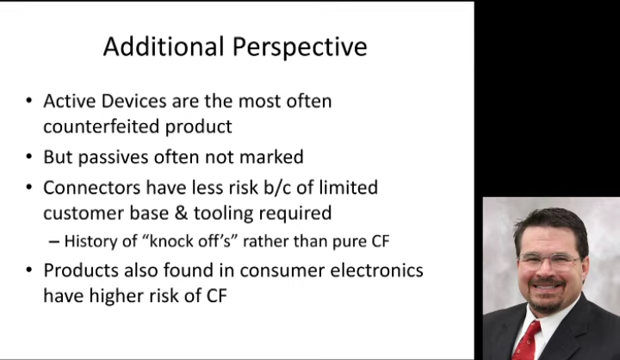 Additional Perspective
• Active Devices are the most often
counterfeited product
• But passives often not marked
• Connectors have less risk b/c of limited
customer base & tooling required
– History of “knock off’s” rather than pure CF
• Products also found in consumer electronics
have higher risk of CF